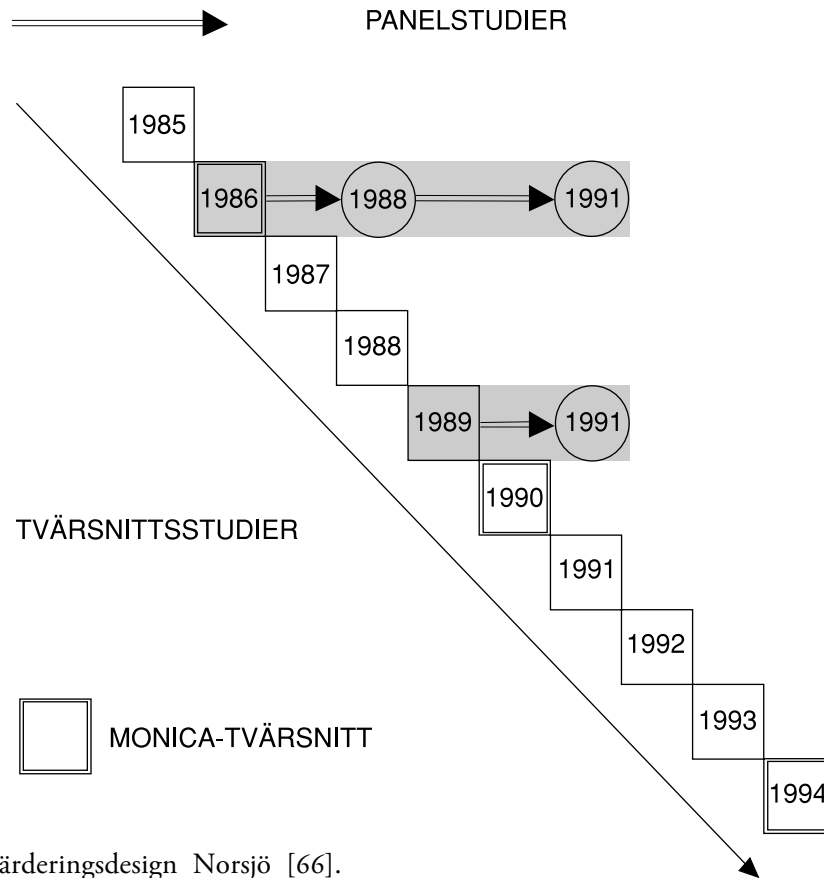 PANELSTUDIER
1985
1986 1988 1991
1987
1988
1989 1991
1990
TVÄRSNITTSSTUDIER
1991
1992
1993
MONICA-TVÄRSNITT
1994
ärderingsdesign Norsjö [66].